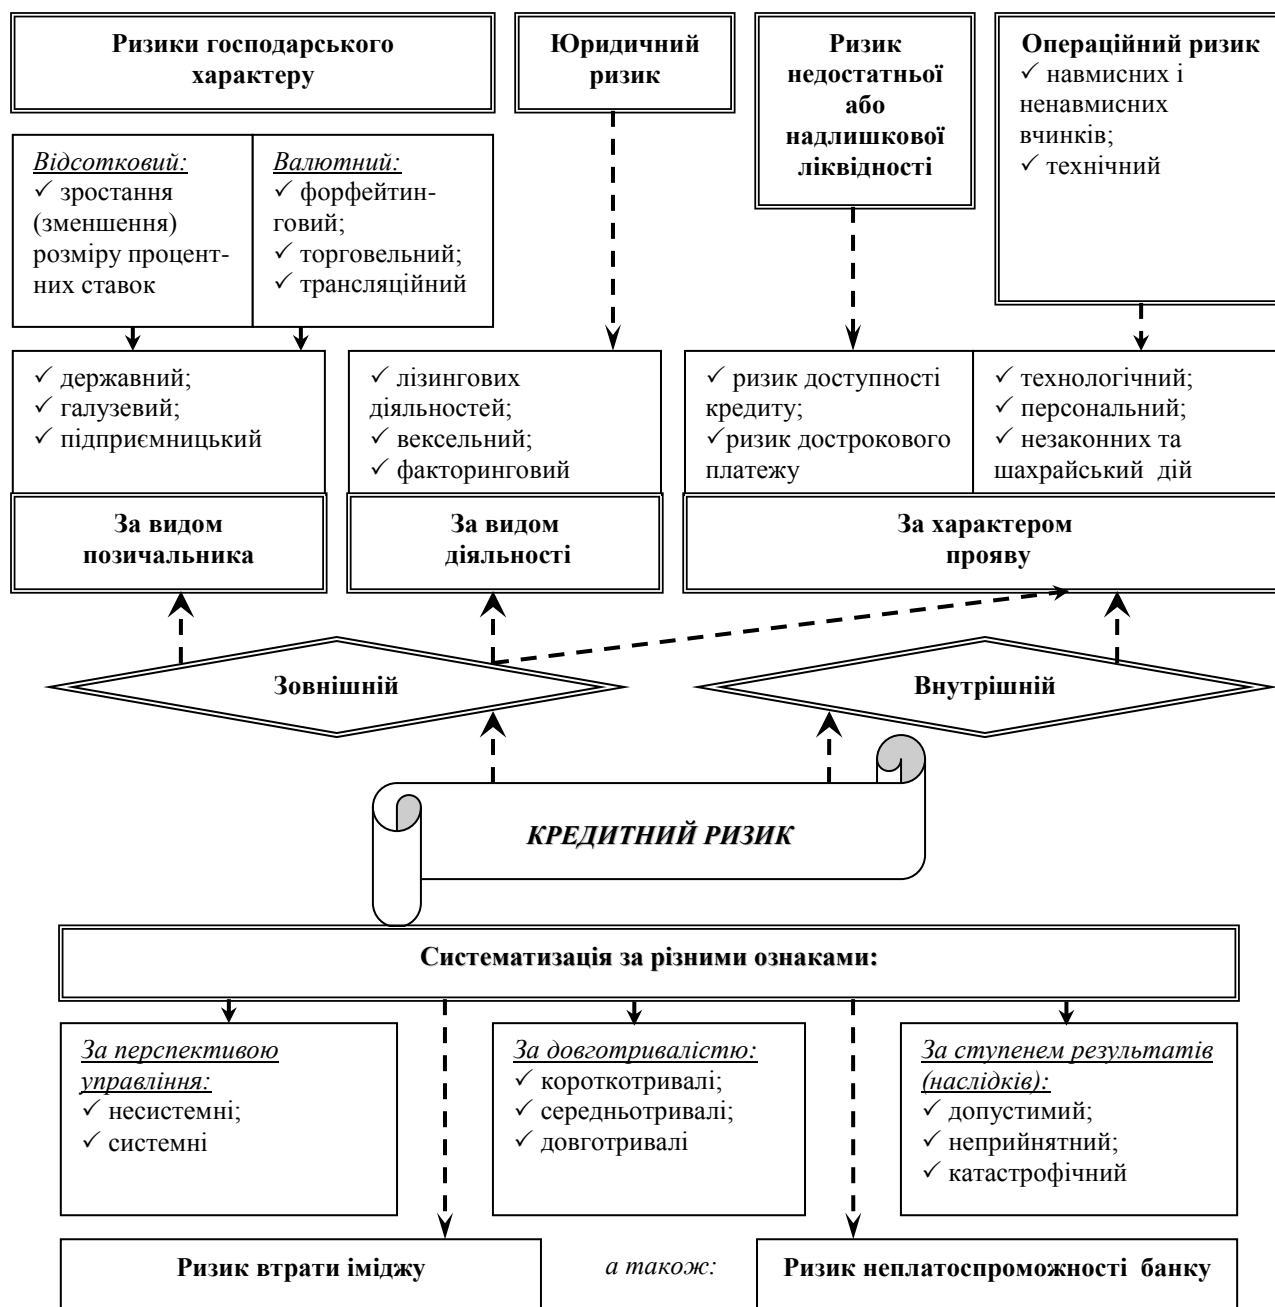 Ризики господарського
характеру
Юридичний
ризик
Ризик
недостатньої
або
надлишкової
ліквідності
Операційний ризик
✓ навмисних і
ненавмисних
вчинків;
✓ технічний
Відсотковий:
✓ зростання
(зменшення)
розміру процент-
них ставок
Валютний:
✓ форфейтин-
говий;
✓ торговельний;
✓ трансляційний
✓ державний;
✓ галузевий;
✓ підприємницький
✓ лізингових
діяльностей;
✓ вексельний;
✓ факторинговий
✓ ризик доступності
кредиту;
✓ризик дострокового
платежу
✓ технологічний;
✓ персональний;
✓ незаконних та
шахрайський дій
За видом
позичальника
За видом
діяльності
За характером
прояву
Зовнішній
Внутрішній
КРЕДИТНИЙ РИЗИК
Систематизація за різними ознаками:
За перспективою
управління:
✓ несистемні;
✓ системні
За довготривалістю:
✓ короткотривалі;
✓ середньотривалі;
✓ довготривалі
За ступенем результатів
(наслідків):
✓ допустимий;
✓ неприйнятний;
✓ катастрофічний
Ризик втрати іміджу
а також:
Ризик неплатоспроможності банку